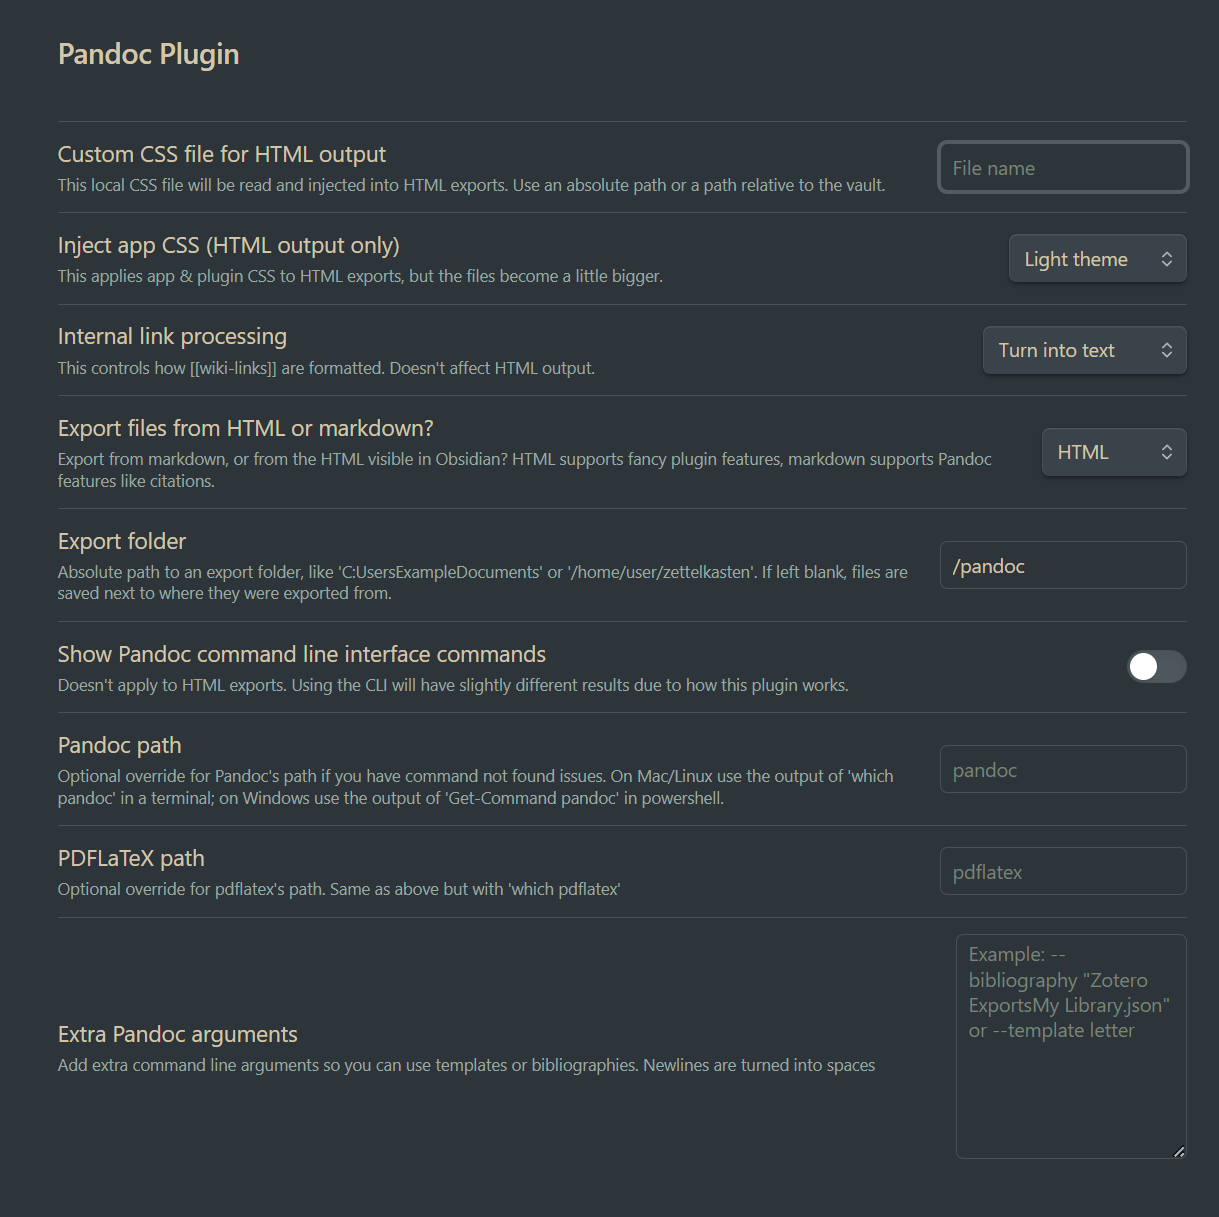 Pandoc Plugin
Custom CSS file for HTML output
This local CSS file will be read and injected into HTML exports. Use an absolute path or a path relative to the vault.
File name
Inject app CSS (HTML output only)
This applies app & plugin CSS to HTML exports, but the files become a little bigger.
Light theme
Internal link processing
This controls how [[wiki-links]] are formatted. Doesn't affect HTML output.
Turn into text
Export files from HTML or markdown?
Export from markdown, or from the HTML visible in Obsidian? HTML supports fancy plugin features, markdown supports Pandoc
features like citations.
HTML
Export folder
Absolute path to an export folder, like 'C:UsersExampleDocuments' or '/home/user/zettelkasten'. If left blank, files are
saved next to where they were exported from.
/pandoc
Show Pandoc command line interface commands
Doesn't apply to HTML exports. Using the CLI will have slightly different results due to how this plugin works.
Pandoc path
Optional override for Pandoc's path if you have command not found issues. On Mac/Linux use the output of 'which
pandoc' in a terminal; on Windows use the output of 'Get-Command pandoc' in powershell.
pandoc
PDFLaTeX path
Optional override for pdflatex's path. Same as above but with 'which pdflatex'
pdflatex
Extra Pandoc arguments
Add extra command line arguments so you can use templates or bibliographies. Newlines are turned into spaces
Example: --
bibliography "Zotero
ExportsMy Library.json"
or --template letter